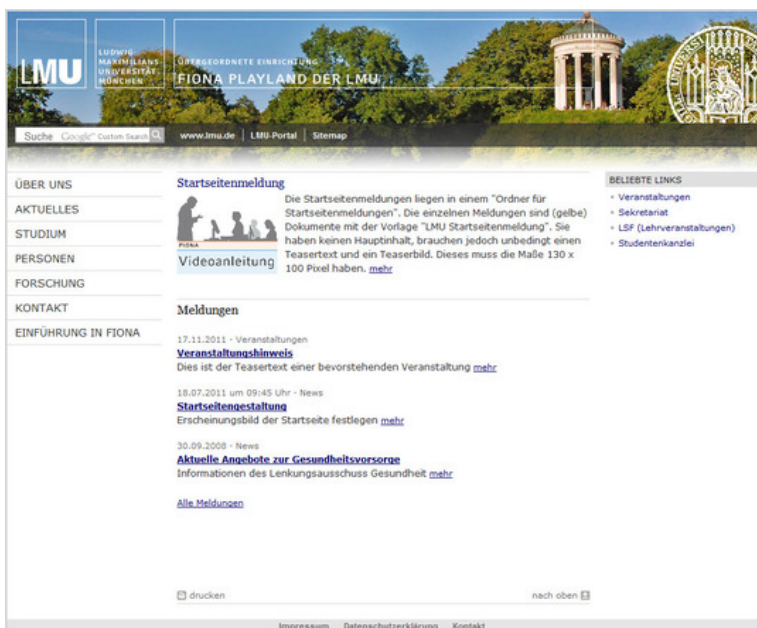 LMU
LUDWIG
MAXIMILIANS
UNIVERSITÄT
MÜNCHEN
ÜBERGEORDNETE EINRICHTUNG
FIONA PLAYLAND DER LMU
Suche Google™ Custom Search
www.lmu.de | LMU-Portal | Sitemap
ÜBER UNS
AKTUELLES
STUDIUM
PERSONEN
FORSCHUNG
KONTAKT
EINFÜHRUNG IN FIONA
Startseitenmeldung
FIONA
Videoanleitung
Die Startseitenmeldungen liegen in einem "Ordner für
Startseitenmeldungen". Die einzelnen Meldungen sind (gelbe)
Dokumente mit der Vorlage "LMU Startseitenmeldung". Sie
haben keinen Hauptinhalt, brauchen jedoch unbedingt einen
Teasertext und ein Teaserbild. Dieses muss die Maße 130 x
100 Pixel haben. mehr
Meldungen
17.11.2011 - Veranstaltungen
Veranstaltungshinweis
Dies ist der Teasertext einer bevorstehenden Veranstaltung mehr
18.07.2011 um 09:45 Uhr - News
Startseitengestaltung
Erscheinungsbild der Startseite festlegen mehr
30.09.2008 - News
Aktuelle Angebote zur Gesundheitsvorsorge
Informationen des Lenkungsausschuss Gesundheit mehr
Alle Meldungen
BELIEBTE LINKS
Veranstaltungen
Sekretariat
LSF (Lehrveranstaltungen)
Studentenkanzlei
drucken
nach oben
Impressum Datenschutzerklärung Kontakt